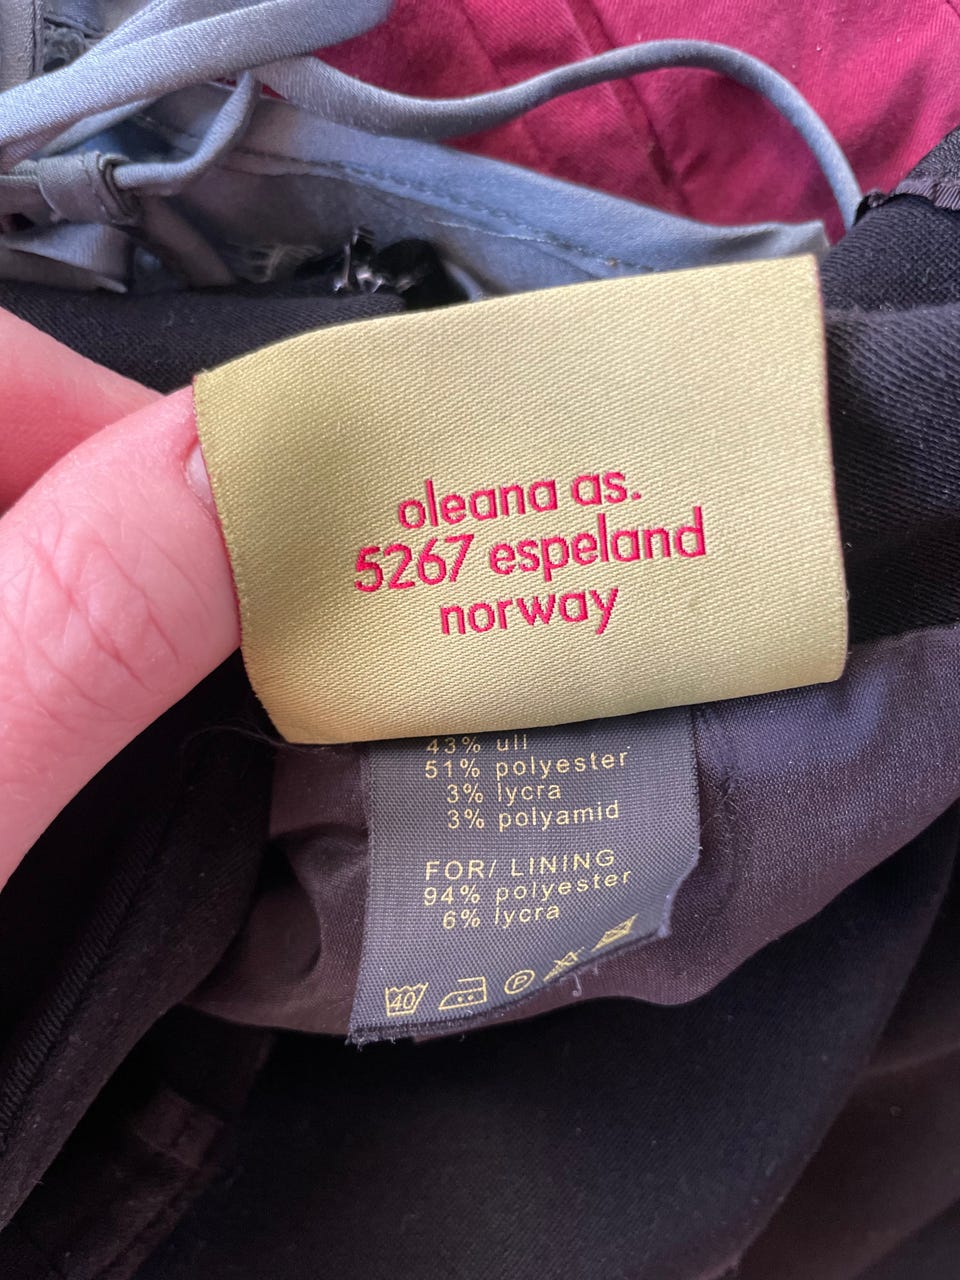 oleana as.
5267 espeland
norway
43% ull
51% polyester
3% lycra
3% polyamid
FOR/ LINING
94% polyester
6% lycra
40
P